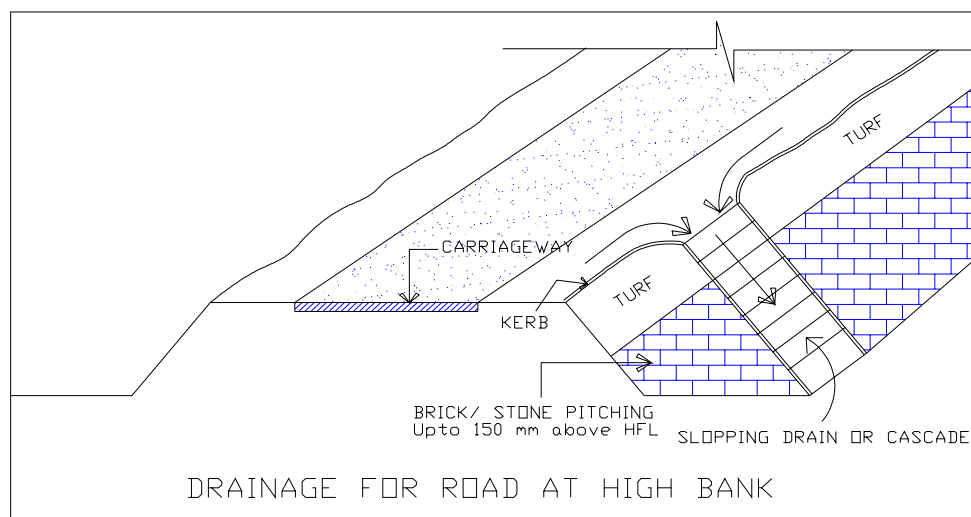 TURF
CARRIAGEWAY
TURF
KERB
BRICK/ STONE PITCHING
Upto 150 mm above HFL
SLOPPING DRAIN OR CASCADE
DRAINAGE FOR ROAD AT HIGH BANK